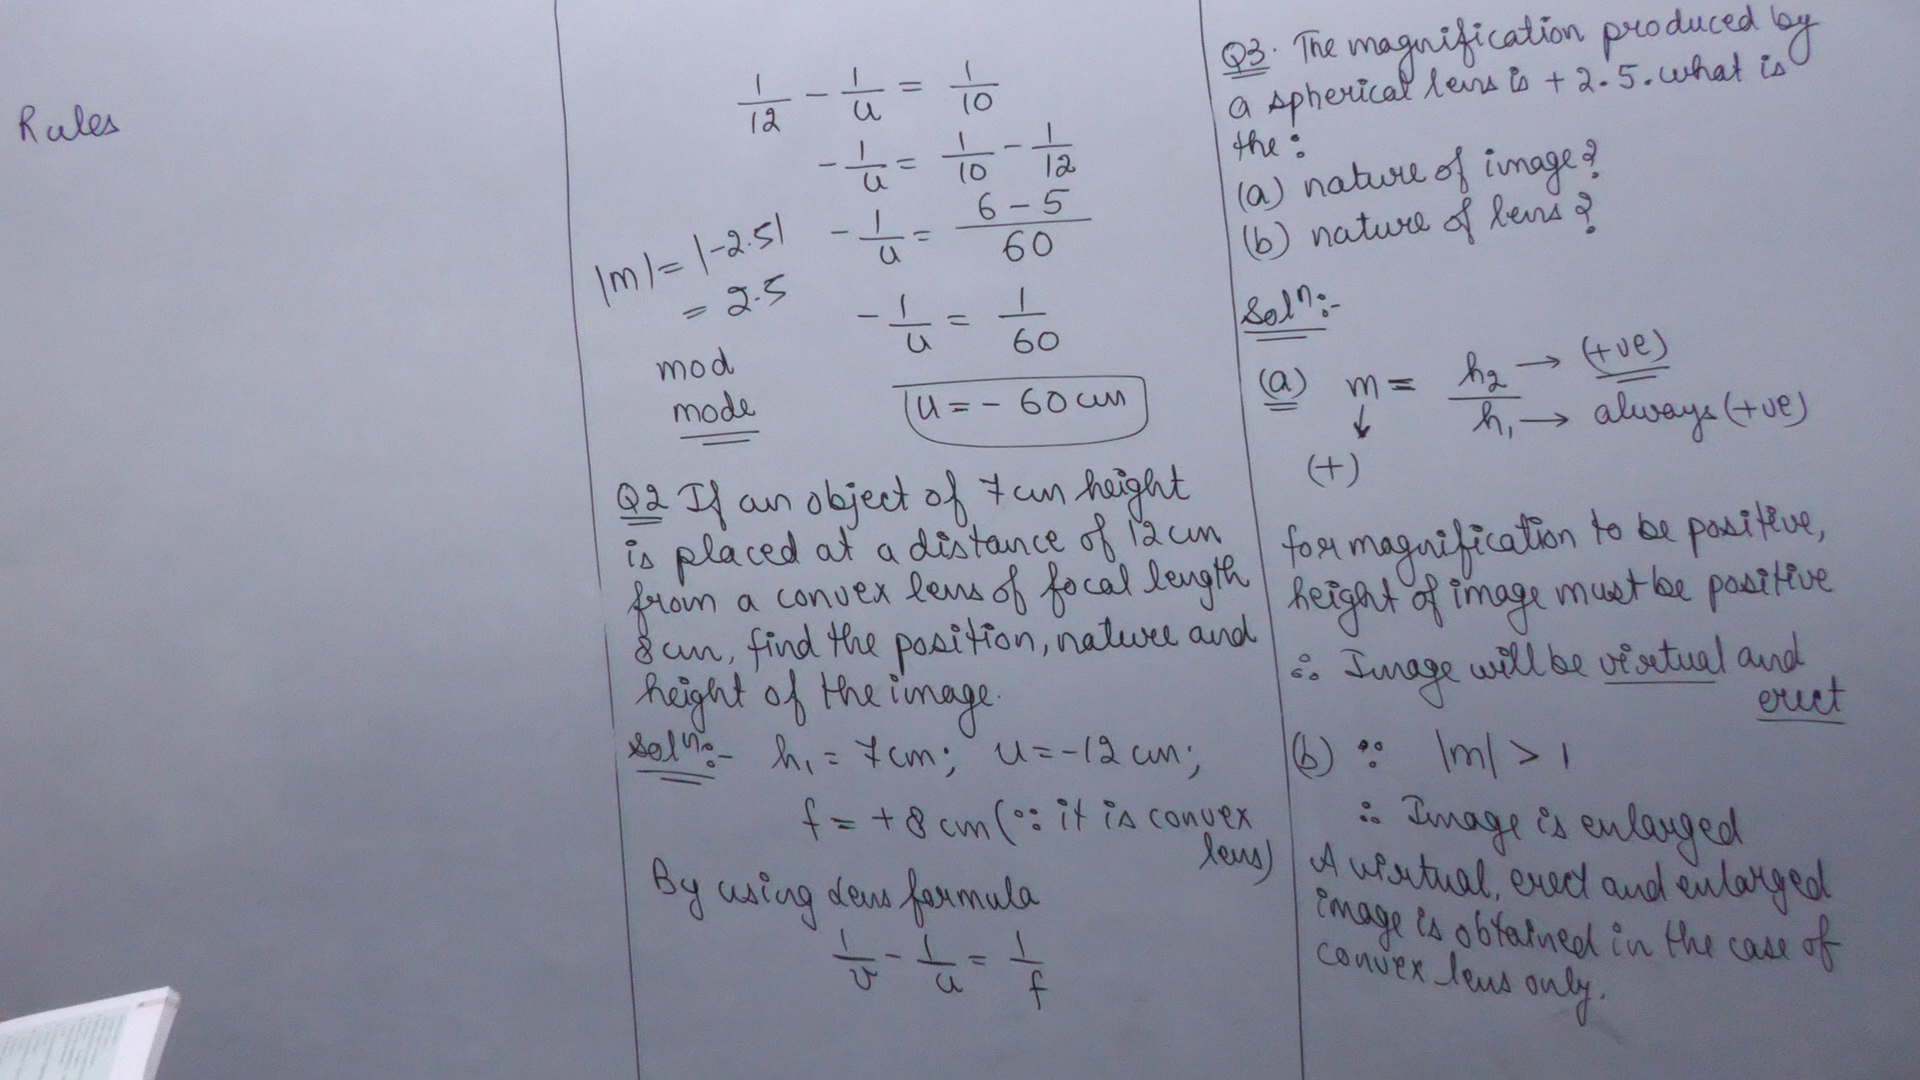 Rules
1/12 - 1/u = 1/10
-1/u = 1/10 - 1/12
-1/u = (6 - 5)/60
-1/u = 1/60
u = - 60 cm
|m| = |-2.5|
= 2.5
mod
mode
Q2 If an object of 7 cm height
is placed at a distance of 12 cm
from a convex lens of focal length
8 cm, find the position, nature and
height of the image.
Solⁿ:- h₁ = 7 cm; u = -12 cm;
f = +8 cm (∵ it is convex
lens)
By using lens formula
1/v - 1/u = 1/f
Q3. The magnification produced by
a spherical lens is + 2.5. what is
the:
(a) nature of image?
(b) nature of lens?
Solⁿ:-
(a) m = h₂/h₁
h₂ → (+ve)
h₁ → always (+ve)
↓
(+)
for magnification to be positive,
height of image must be positive
∴ Image will be virtual and
erect
(b) ∵ |m| > 1
∴ Image is enlarged
A virtual, erect and enlarged
image is obtained in the case of
convex lens only.